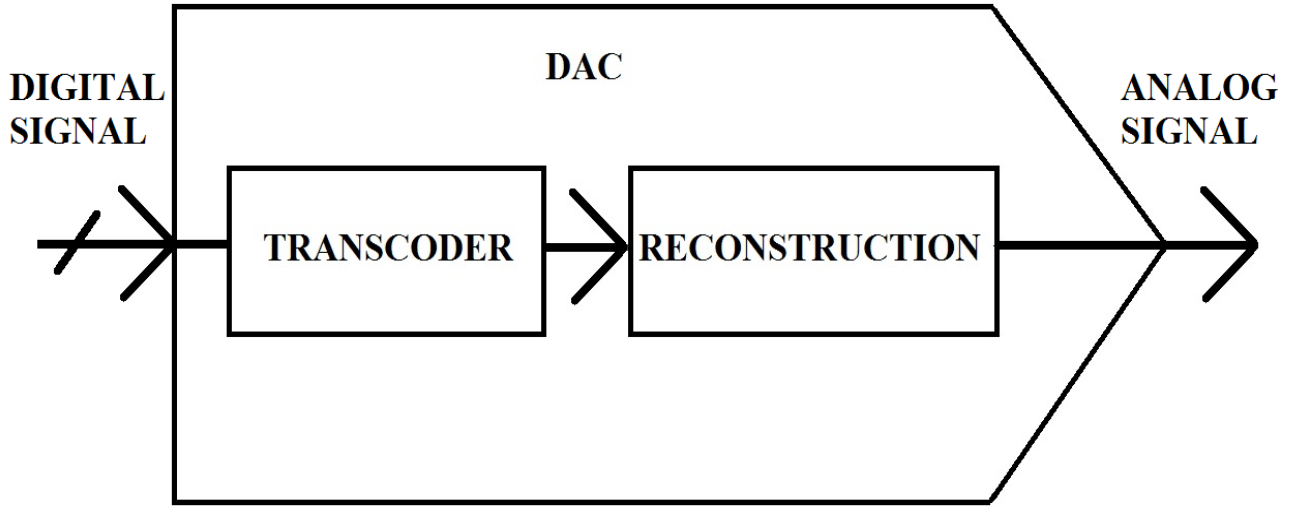 DAC
DIGITAL
SIGNAL
ANALOG
SIGNAL
TRANSCODER
RECONSTRUCTION